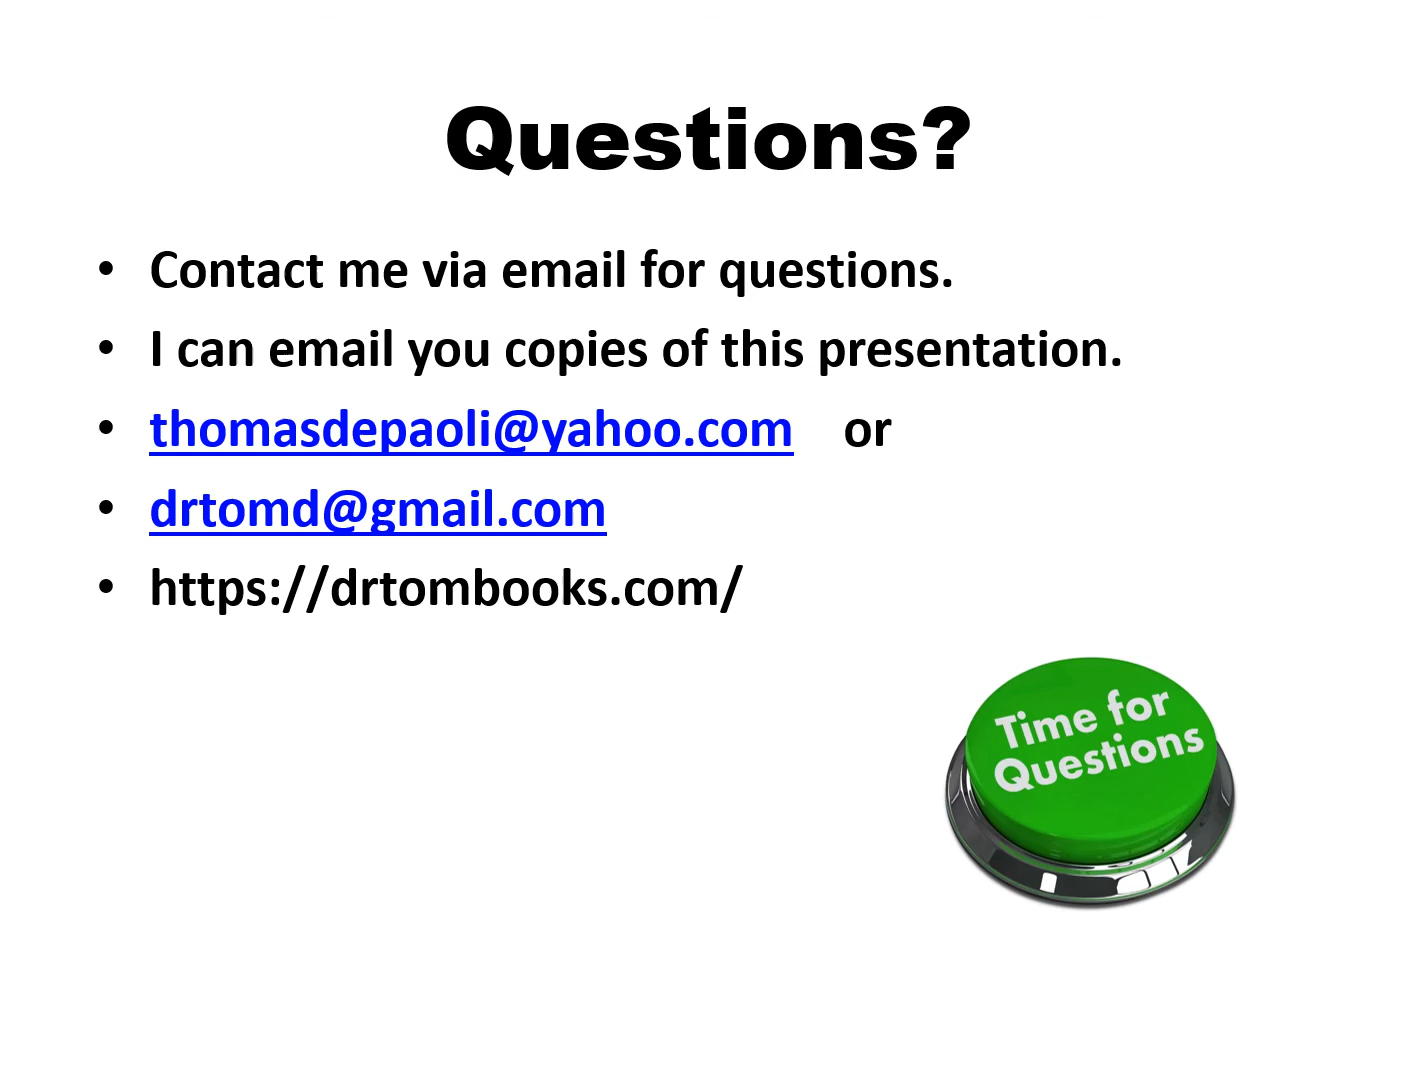 Questions?
• Contact me via email for questions.
• I can email you copies of this presentation.
• thomasdepaoli@yahoo.com or
• drtomd@gmail.com
• https://drtombooks.com/
Time for
Questions